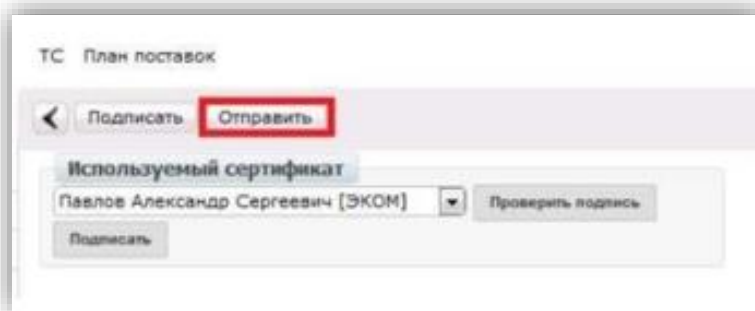 ТС План поставок
Подписать Отправить
Используемый сертификат
Павлов Александр Сергеевич [ЭКОМ] Проверить подпись
Подписать